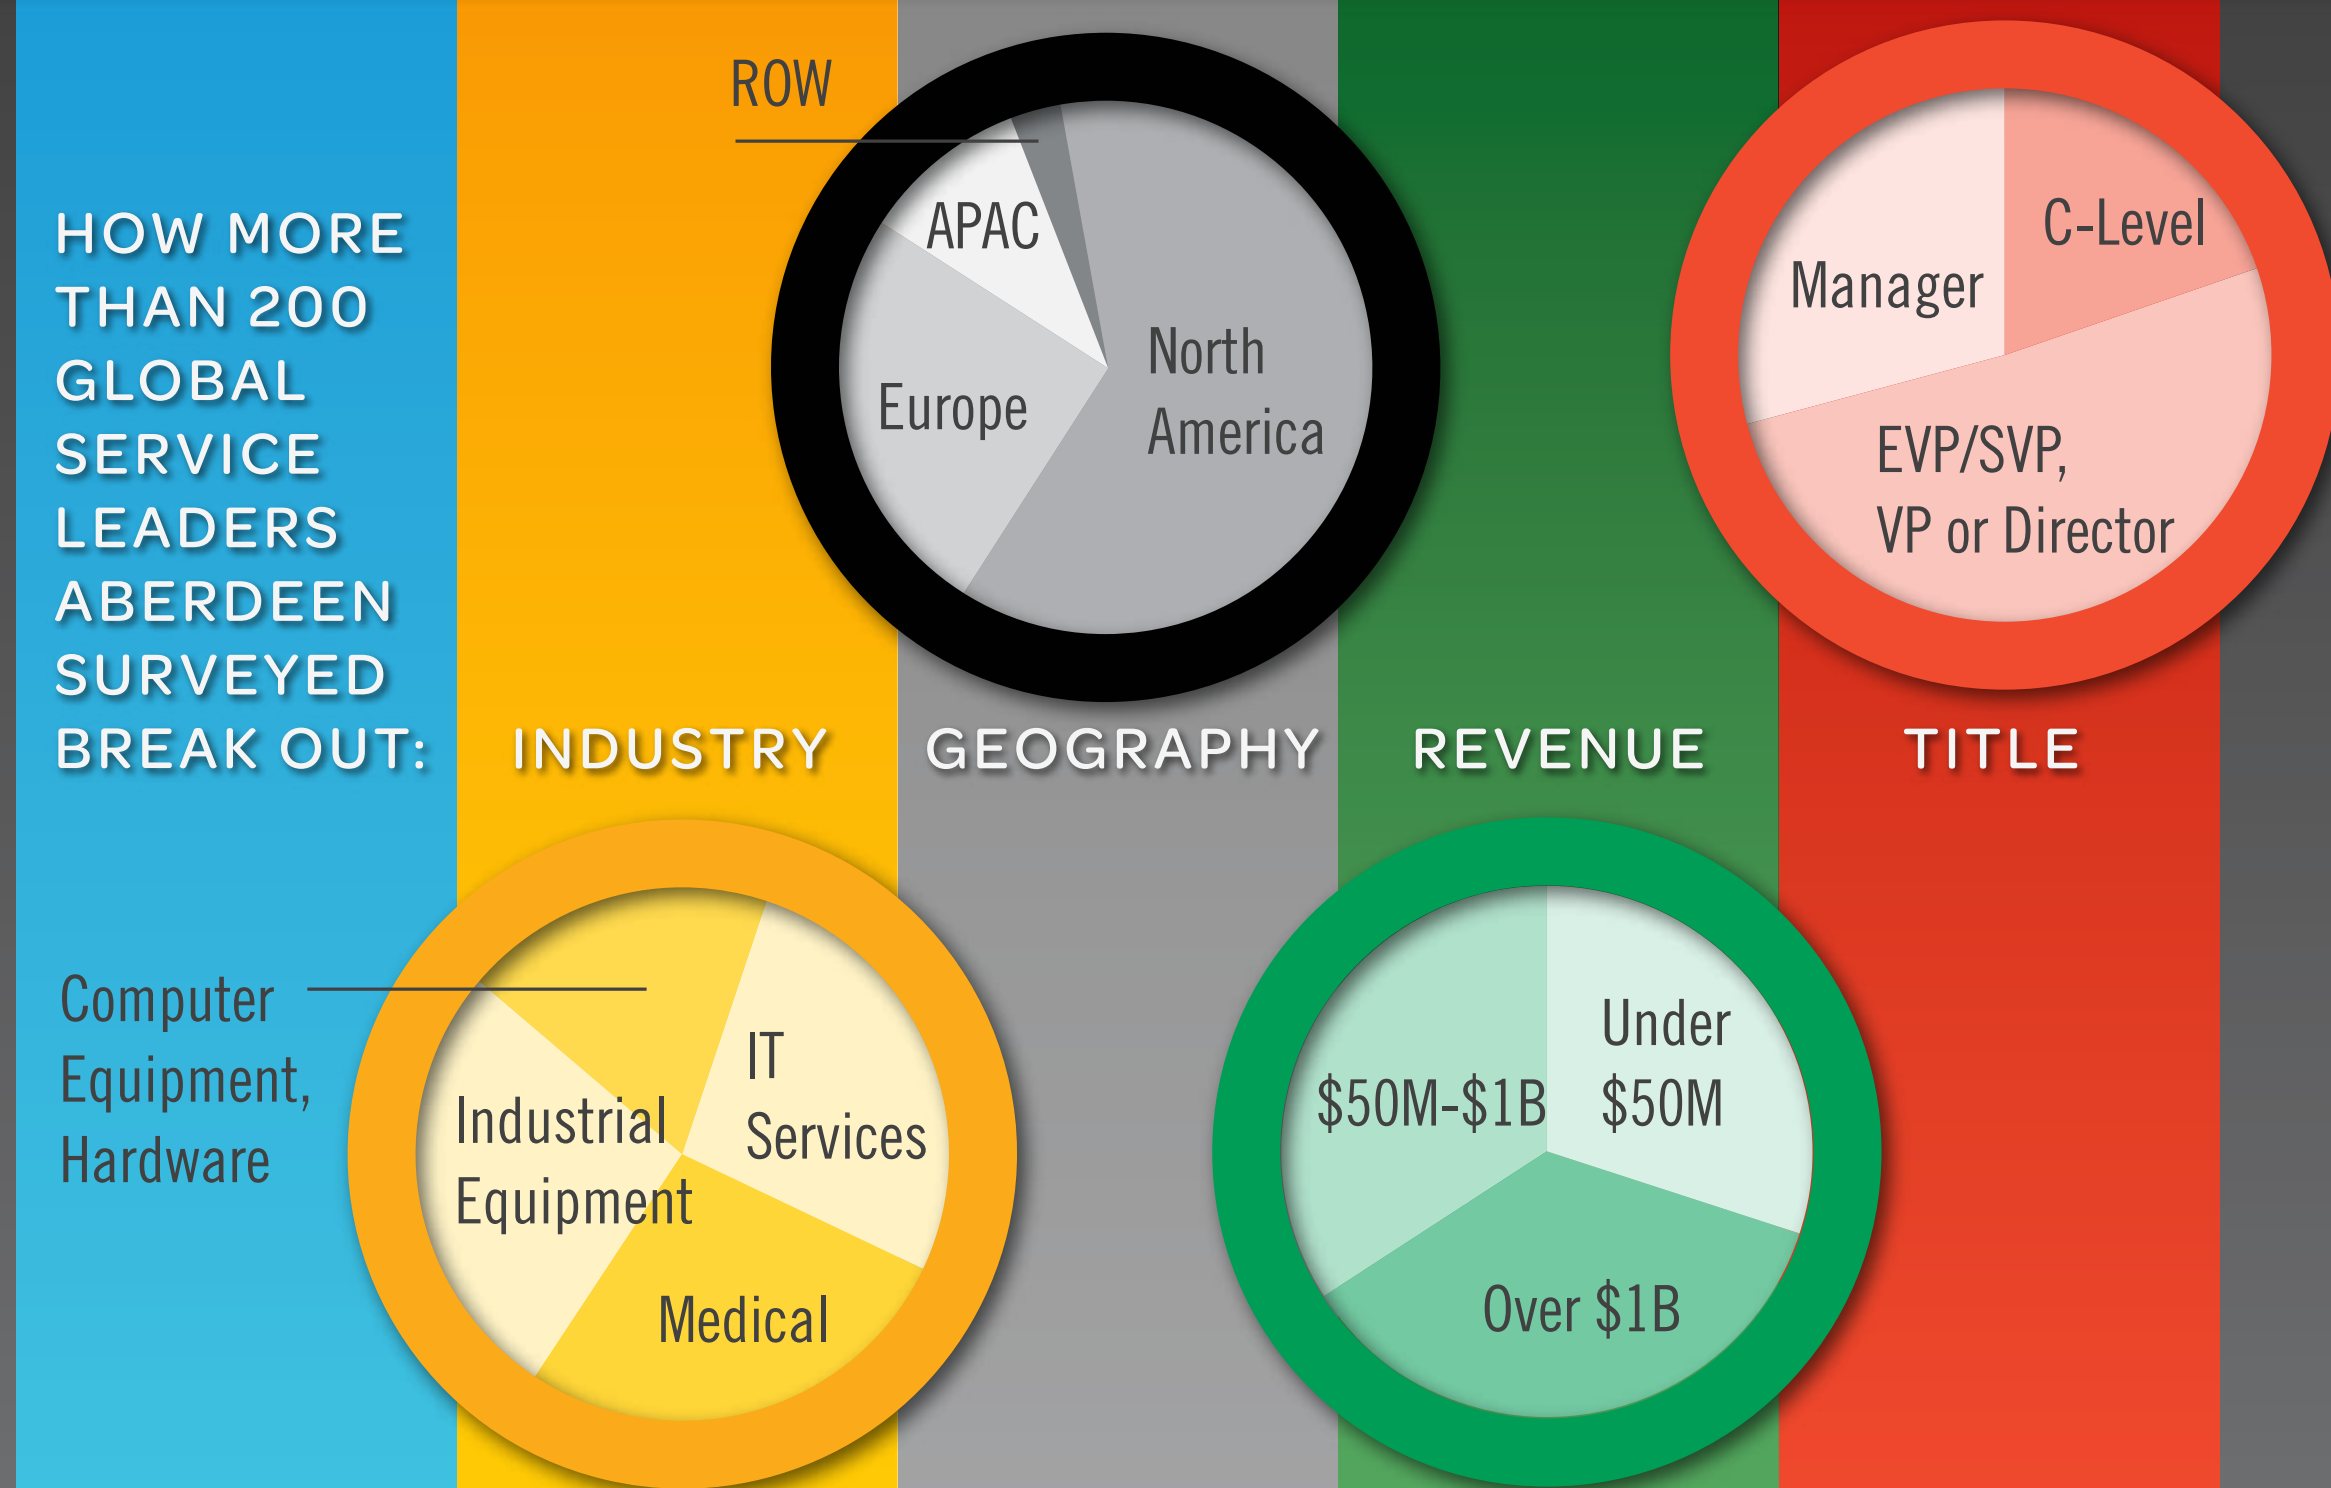 HOW MORE
THAN 200
GLOBAL
SERVICE
LEADERS
ABERDEEN
SURVEYED
BREAK OUT:
INDUSTRY
Computer
Equipment,
Hardware
IT
Services
Industrial
Equipment
Medical
GEOGRAPHY
ROW
APAC
North
America
Europe
REVENUE
Under
$50M
$50M-$1B
Over $1B
TITLE
C-Level
Manager
EVP/SVP,
VP or Director